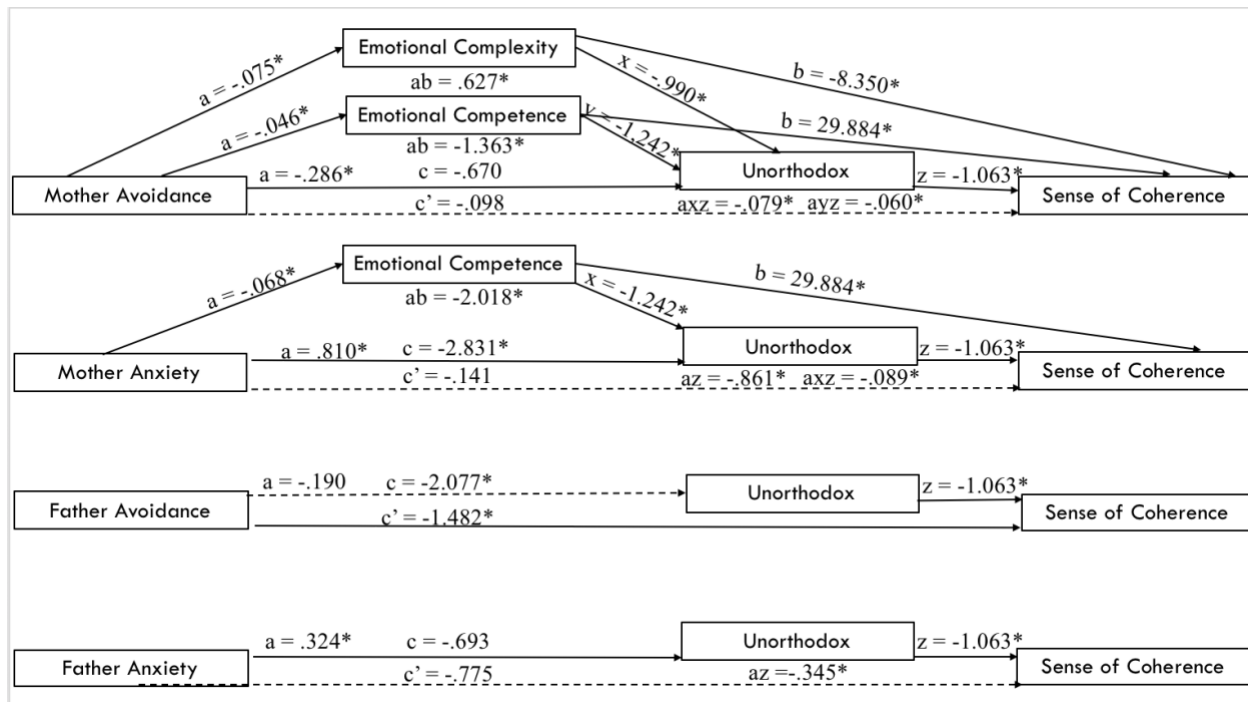 Emotional Complexity
a = -.075*
ab = .627*
x = -.990*
b = -8.350*
Emotional Competence
a = -.046*
ab = -1.363*
y = -1.242*
b = 29.884*
a = -.286*
c = -.670
Unorthodox
z = -1.063*
Mother Avoidance
Sense of Coherence
c’ = -.098
axz = -.079* ayz = -.060*
Emotional Competence
a = -.068*
ab = -2.018*
x = -1.242*
b = 29.884*
a = .810*
c = -2.831*
Unorthodox
z = -1.063*
Mother Anxiety
Sense of Coherence
c’ = -.141
az = -.861* axz = -.089*
a = -.190
c = -2.077*
Unorthodox
z = -1.063*
Father Avoidance
Sense of Coherence
c’ = -1.482*
a = .324*
c = -.693
Unorthodox
z = -1.063*
Father Anxiety
Sense of Coherence
c’ = -.775
az =-.345*